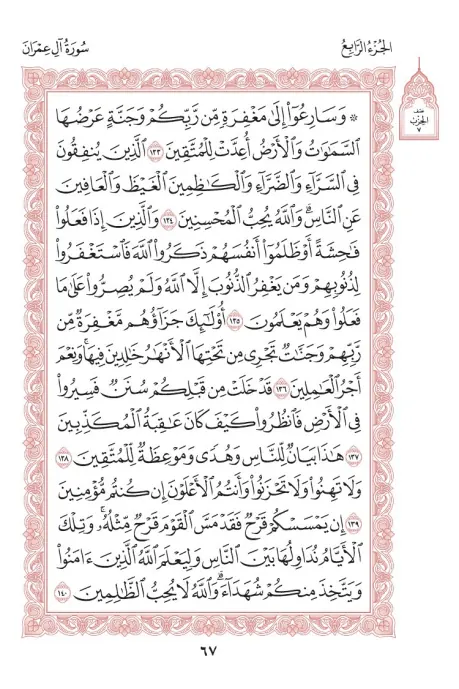 الجزء الرابع
سورة آل عمران
نصف
الحزب
٧
۞ وَسَارِعُوٓاْ إِلَىٰ مَغۡفِرَةٖ مِّن رَّبِّكُمۡ وَجَنَّةٍ عَرۡضُهَا
ٱلسَّمَٰوَٰتُ وَٱلۡأَرۡضُ أُعِدَّتۡ لِلۡمُتَّقِينَ ١٣٣ ٱلَّذِينَ يُنفِقُونَ
فِي ٱلسَّرَّآءِ وَٱلضَّرَّآءِ وَٱلۡكَٰظِمِينَ ٱلۡغَيۡظَ وَٱلۡعَافِينَ
عَنِ ٱلنَّاسِۗ وَٱللَّهُ يُحِبُّ ٱلۡمُحۡسِنِينَ ١٣٤ وَٱلَّذِينَ إِذَا فَعَلُواْ
فَٰحِشَةً أَوۡ ظَلَمُوٓاْ أَنفُسَهُمۡ ذَكَرُواْ ٱللَّهَ فَٱسۡتَغۡفَرُواْ
لِذُنُوبِهِمۡ وَمَن يَغۡفِرُ ٱلذُّنُوبَ إِلَّا ٱللَّهُ وَلَمۡ يُصِرُّواْ عَلَىٰ مَا
فَعَلُواْ وَهُمۡ يَعۡلَمُونَ ١٣٥ أُوْلَٰٓئِكَ جَزَآؤُهُم مَّغۡفِرَةٞ مِّن
رَّبِّهِمۡ وَجَنَّٰتٞ تَجۡرِي مِن تَحۡتِهَا ٱلۡأَنۡهَٰرُ خَٰلِدِينَ فِيهَاۚ وَنِعۡمَ
أَجۡرُ ٱلۡعَٰمِلِينَ ١٣٦ قَدۡ خَلَتۡ مِن قَبۡلِكُمۡ سُنَنٞ فَسِيرُواْ
فِي ٱلۡأَرۡضِ فَٱنظُرُواْ كَيۡفَ كَانَ عَٰقِبَةُ ٱلۡمُكَذِّبِينَ
١٣٧ هَٰذَا بَيَانٞ لِّلنَّاسِ وَهُدٗى وَمَوۡعِظَةٞ لِّلۡمُتَّقِينَ ١٣٨
وَلَا تَهِنُواْ وَلَا تَحۡزَنُواْ وَأَنتُمُ ٱلۡأَعۡلَوۡنَ إِن كُنتُم مُّؤۡمِنِينَ
١٣٩ إِن يَمۡسَسۡكُمۡ قَرۡحٞ فَقَدۡ مَسَّ ٱلۡقَوۡمَ قَرۡحٞ مِّثۡلُهُۥۚ وَتِلۡكَ
ٱلۡأَيَّامُ نُدَاوِلُهَا بَيۡنَ ٱلنَّاسِ وَلِيَعۡلَمَ ٱللَّهُ ٱلَّذِينَ ءَامَنُواْ
وَيَتَّخِذَ مِنكُمۡ شُهَدَآءَۗ وَٱللَّهُ لَا يُحِبُّ ٱلظَّٰلِمِينَ ١٤٠
٦٧